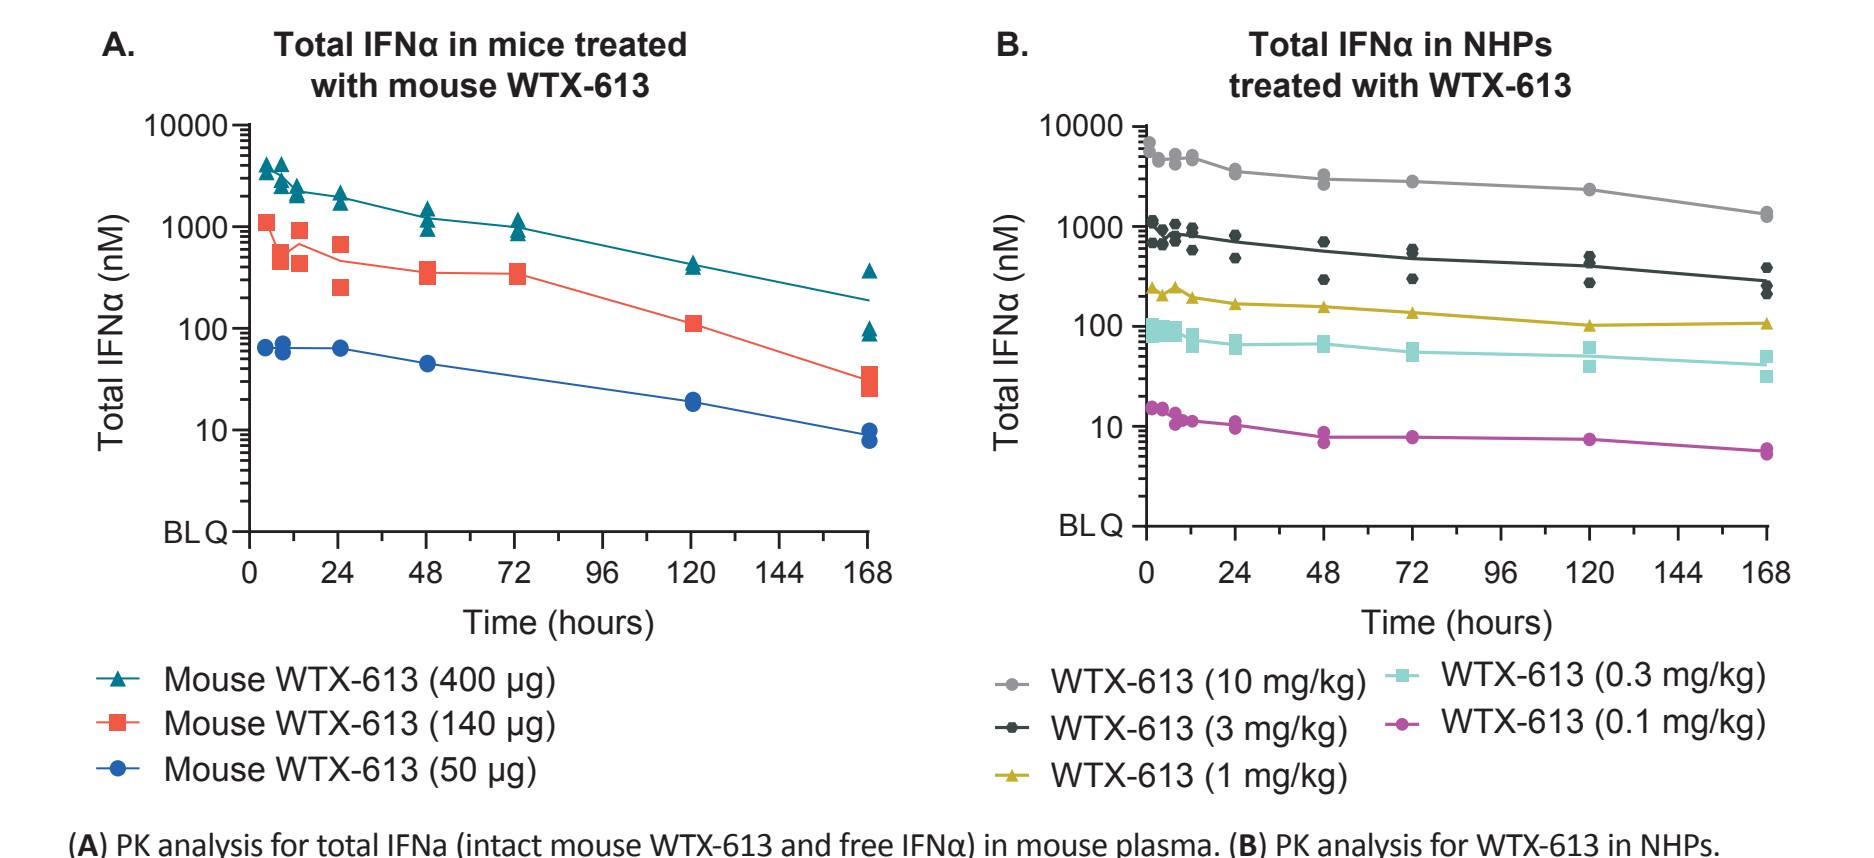 A.
Total IFNα in mice treated
with mouse WTX-613
Total IFNα (nM)
10000
1000
100
10
BLQ
0 24 48 72 96 120 144 168
Time (hours)
Mouse WTX-613 (400 µg)
Mouse WTX-613 (140 µg)
Mouse WTX-613 (50 µg)
B.
Total IFNα in NHPs
treated with WTX-613
Total IFNα (nM)
10000
1000
100
10
BLQ
0 24 48 72 96 120 144 168
Time (hours)
WTX-613 (10 mg/kg)
WTX-613 (3 mg/kg)
WTX-613 (1 mg/kg)
WTX-613 (0.3 mg/kg)
WTX-613 (0.1 mg/kg)
(A) PK analysis for total IFNa (intact mouse WTX-613 and free IFNα) in mouse plasma. (B) PK analysis for WTX-613 in NHPs.